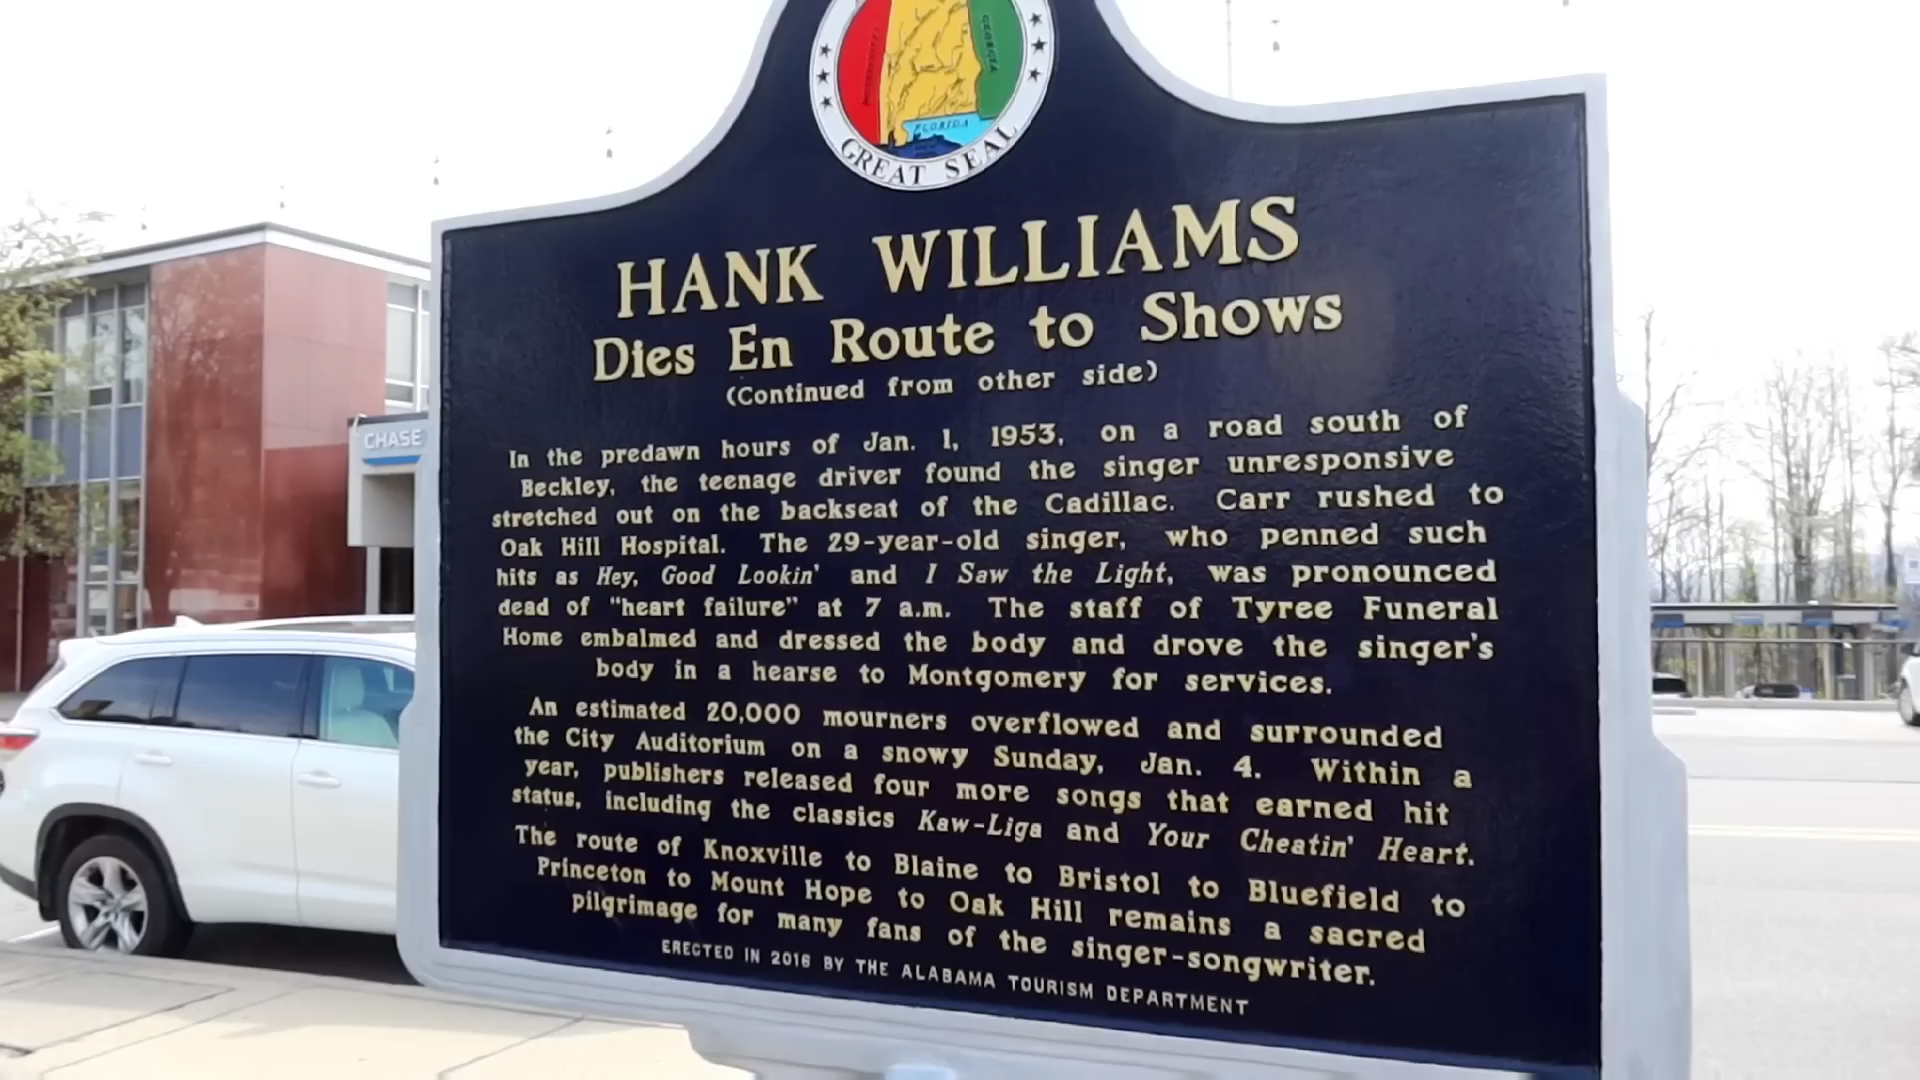 GREAT SEAL
GEORGIA
FLORIDA
HANK WILLIAMS
Dies En Route to Shows
(Continued from other side)
In the predawn hours of Jan. 1, 1953, on a road south of
Beckley, the teenage driver found the singer unresponsive
stretched out on the backseat of the Cadillac. Carr rushed to
Oak Hill Hospital. The 29-year-old singer, who penned such
hits as Hey, Good Lookin' and I Saw the Light, was pronounced
dead of "heart failure" at 7 a.m. The staff of Tyree Funeral
Home embalmed and dressed the body and drove the singer's
body in a hearse to Montgomery for services.
An estimated 20,000 mourners overflowed and surrounded
the City Auditorium on a snowy Sunday, Jan. 4. Within a
year, publishers released four more songs that earned hit
status, including the classics Kaw-Liga and Your Cheatin' Heart.
The route of Knoxville to Blaine to Bristol to Bluefield to
Princeton to Mount Hope to Oak Hill remains a sacred
pilgrimage for many fans of the singer-songwriter.
ERECTED IN 2016 BY THE ALABAMA TOURISM DEPARTMENT
CHASE